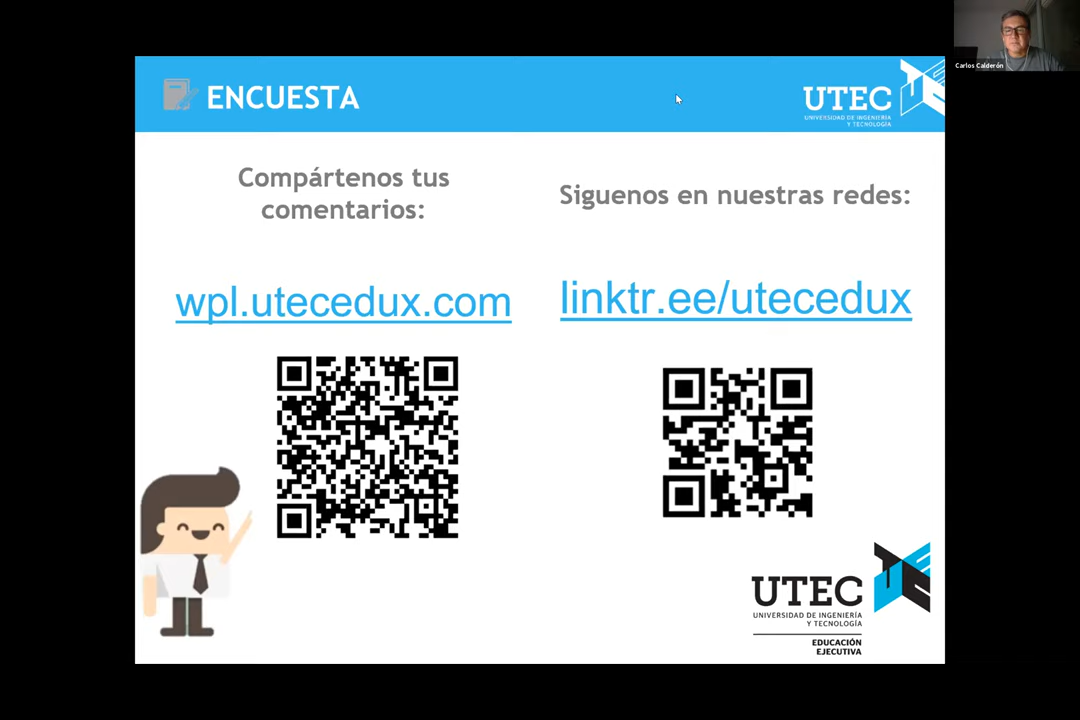 Carlos Calderón
ENCUESTA
UTEC
UNIVERSIDAD DE INGENIERÍA
Y TECNOLOGÍA
Compártenos tus
comentarios:
Siguenos en nuestras redes:
wpl.utecedux.com
linktr.ee/utecedux
UTEC
UNIVERSIDAD DE INGENIERÍA
Y TECNOLOGÍA
EDUCACIÓN
EJECUTIVA